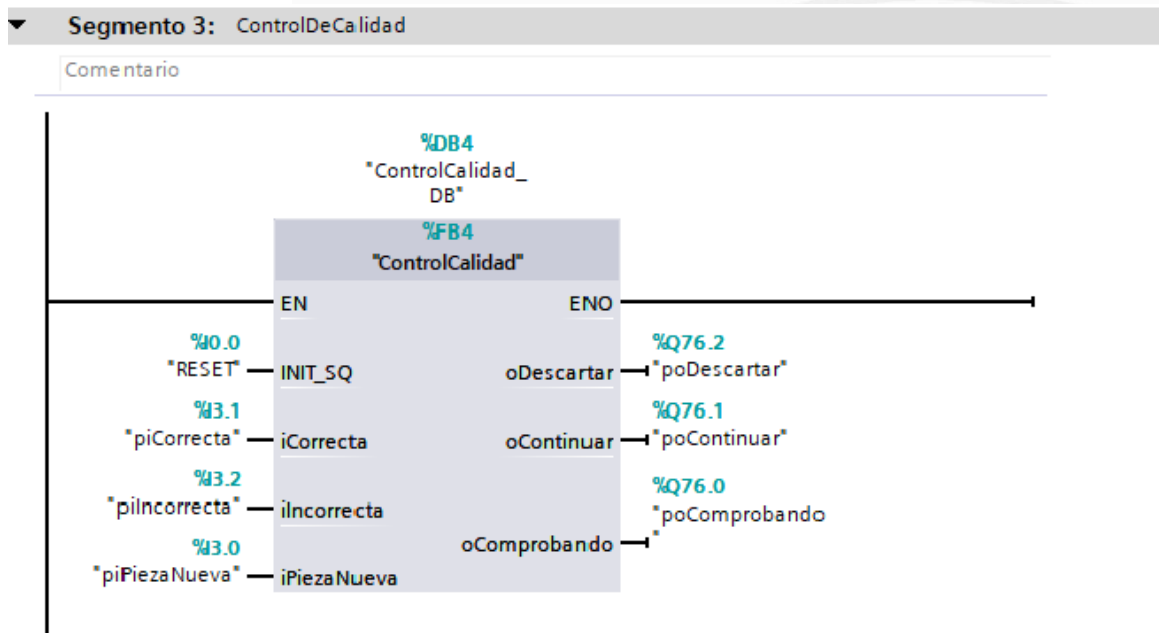 Segmento 3: ControlDeCalidad
Comentario
%DB4
"ControlCalidad_
DB"
%FB4
"ControlCalidad"
EN ENO
%I0.0
"RESET" INIT_SQ
%Q76.2
oDescartar "poDescartar"
%I3.1
"piCorrecta" iCorrecta
%Q76.1
oContinuar "poContinuar"
%I3.2
"piIncorrecta" iIncorrecta
%Q76.0
"poComprobando
"
oComprobando
%I3.0
"piPiezaNueva" iPiezaNueva